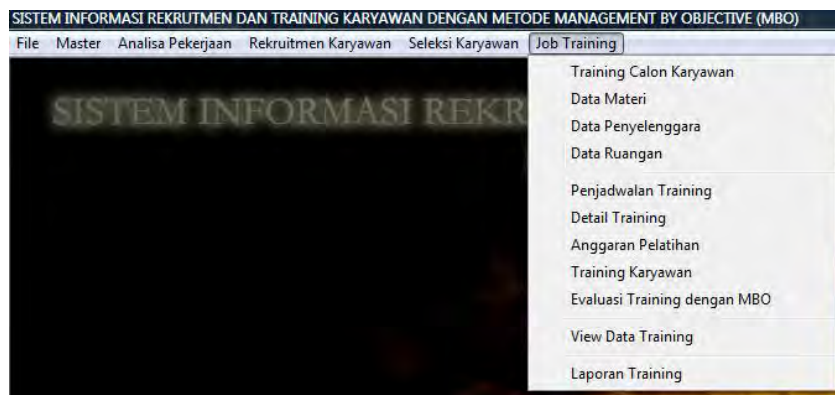 SISTEM INFORMASI REKRUTMEN DAN TRAINING KARYAWAN DENGAN METODE MANAGEMENT BY OBJECTIVE (MBO)
File Master Analisa Pekerjaan Rekruitmen Karyawan Seleksi Karyawan Job Training
SISTEM INFORMASI REKR
Training Calon Karyawan
Data Materi
Data Penyelenggara
Data Ruangan
Penjadwalan Training
Detail Training
Anggaran Pelatihan
Training Karyawan
Evaluasi Training dengan MBO
View Data Training
Laporan Training